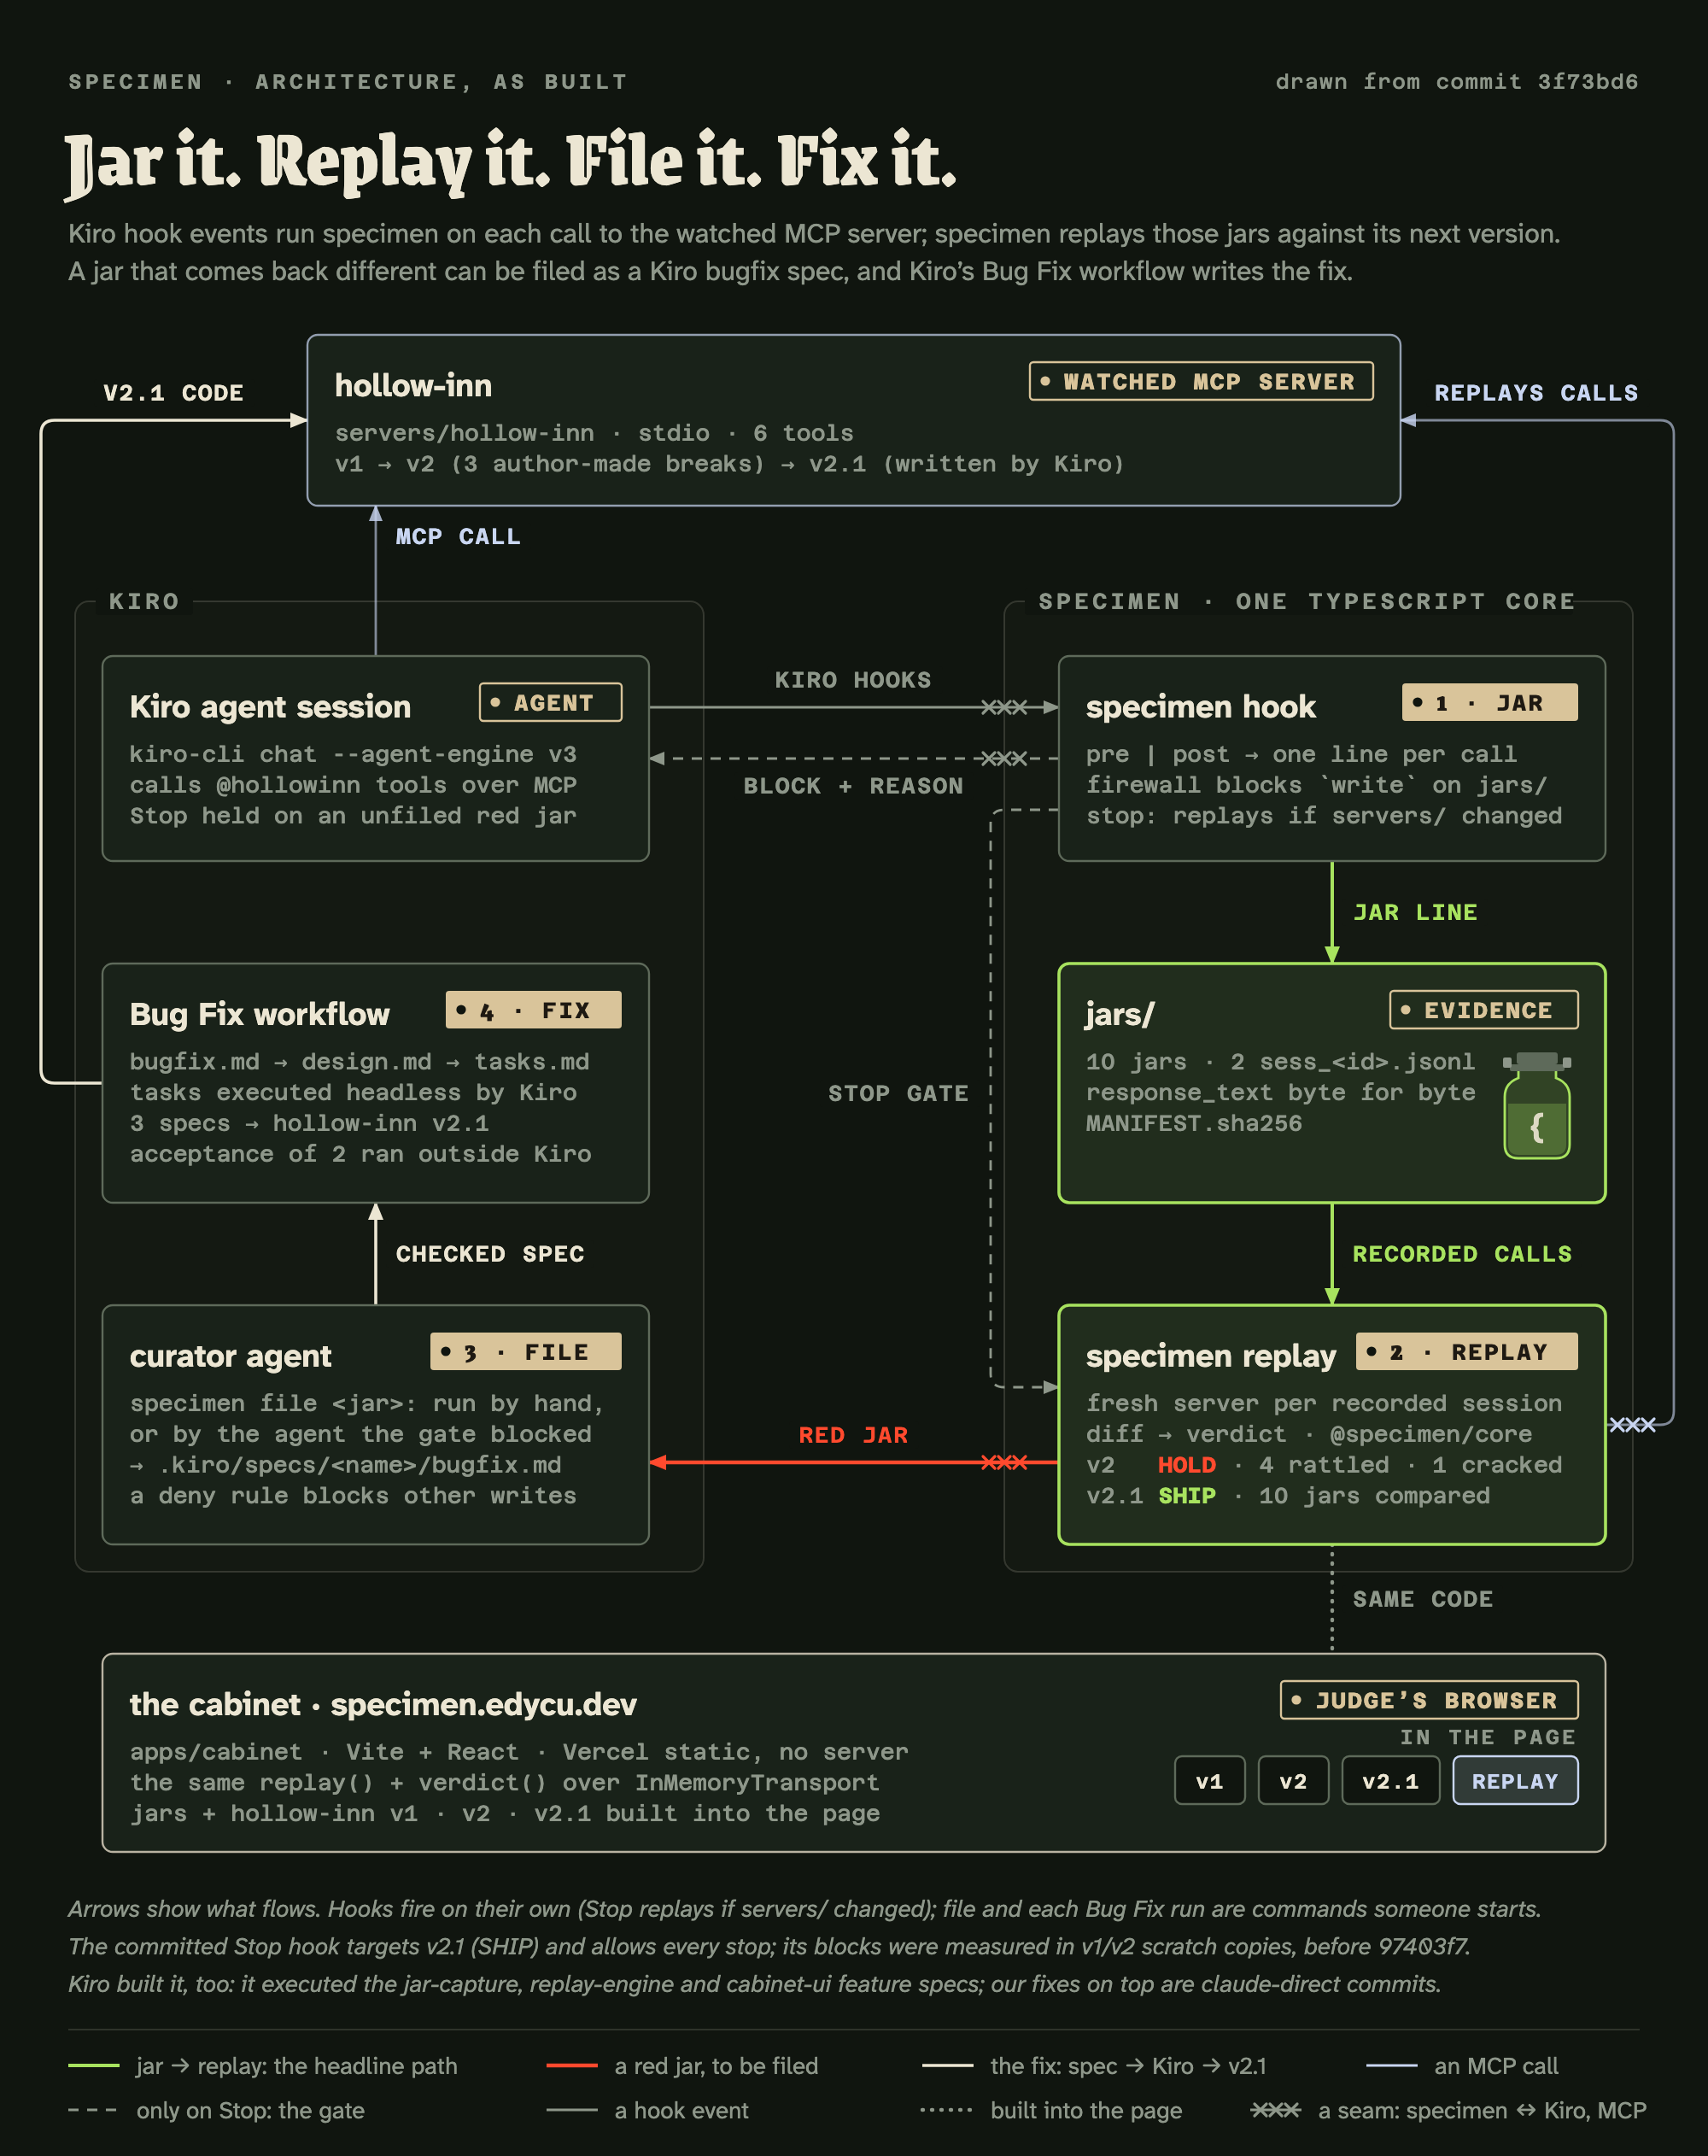 SPECIMEN · ARCHITECTURE, AS BUILT
drawn from commit 3f73bd6
Jar it. Replay it. File it. Fix it.
Kiro hook events run specimen on each call to the watched MCP server; specimen replays those jars against its next version.
A jar that comes back different can be filed as a Kiro bugfix spec, and Kiro's Bug Fix workflow writes the fix.
V2.1 CODE
hollow-inn
• WATCHED MCP SERVER
servers/hollow-inn · stdio · 6 tools
v1 → v2 (3 author-made breaks) → v2.1 (written by Kiro)
REPLAYS CALLS
MCP CALL
KIRO
SPECIMEN · ONE TYPESCRIPT CORE
Kiro agent session
• AGENT
kiro-cli chat --agent-engine v3
calls @hollowinn tools over MCP
Stop held on an unfiled red jar
KIRO HOOKS
BLOCK + REASON
specimen hook
• 1 · JAR
pre | post → one line per call
firewall blocks `write` on jars/
stop: replays if servers/ changed
JAR LINE
Bug Fix workflow
• 4 · FIX
bugfix.md → design.md → tasks.md
tasks executed headless by Kiro
3 specs → hollow-inn v2.1
acceptance of 2 ran outside Kiro
STOP GATE
jars/
• EVIDENCE
10 jars · 2 sess_<id>.jsonl
response_text byte for byte
MANIFEST.sha256
{
CHECKED SPEC
RECORDED CALLS
curator agent
• 3 · FILE
specimen file <jar>: run by hand,
or by the agent the gate blocked
→ .kiro/specs/<name>/bugfix.md
a deny rule blocks other writes
RED JAR
specimen replay
• 2 · REPLAY
fresh server per recorded session
diff → verdict · @specimen/core
v2 HOLD · 4 rattled · 1 cracked
v2.1 SHIP · 10 jars compared
SAME CODE
the cabinet · specimen.edycu.dev
• JUDGE'S BROWSER
apps/cabinet · Vite + React · Vercel static, no server
the same replay() + verdict() over InMemoryTransport
jars + hollow-inn v1 · v2 · v2.1 built into the page
IN THE PAGE
v1 v2 v2.1 REPLAY
Arrows show what flows. Hooks fire on their own (Stop replays if servers/ changed); file and each Bug Fix run are commands someone starts.
The committed Stop hook targets v2.1 (SHIP) and allows every stop; its blocks were measured in v1/v2 scratch copies, before 97403f7.
Kiro built it, too: it executed the jar-capture, replay-engine and cabinet-ui feature specs; our fixes on top are claude-direct commits.
jar → replay: the headline path
a red jar, to be filed
the fix: spec → Kiro → v2.1
an MCP call
only on Stop: the gate
a hook event
built into the page
a seam: specimen ↔ Kiro, MCP